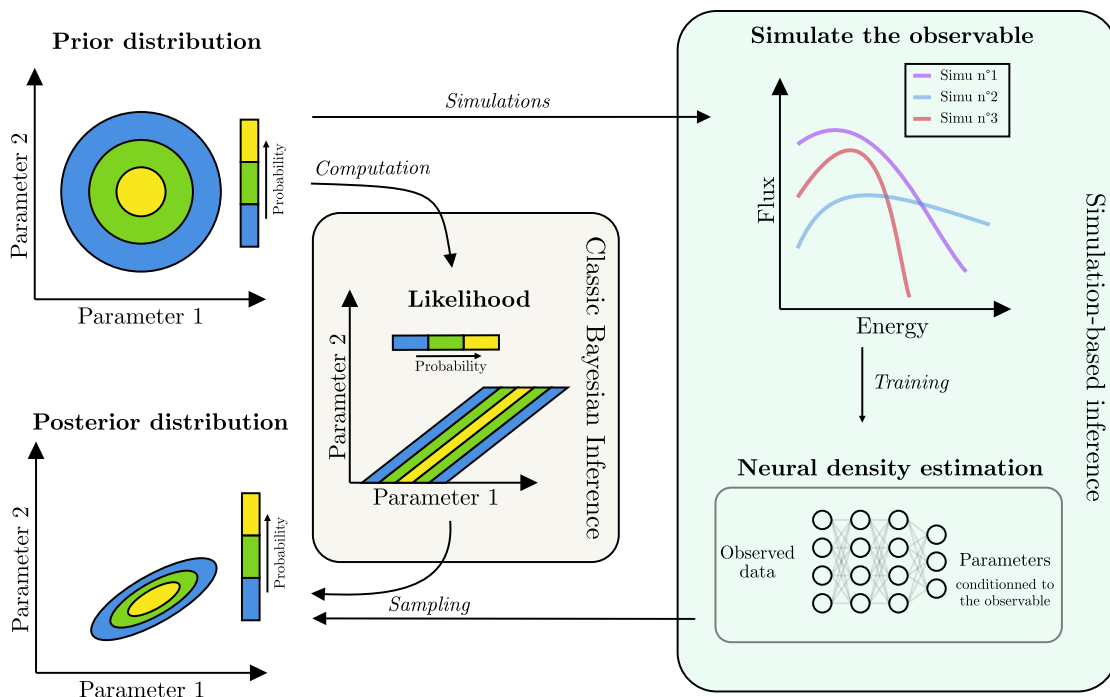 Prior distribution
Parameter 2
Probability
Parameter 1
Simulations
Computation
Classic Bayesian Inference
Likelihood
Probability
Parameter 2
Parameter 1
Posterior distribution
Parameter 2
Probability
Parameter 1
Sampling
Simulate the observable
Simu n°1
Simu n°2
Simu n°3
Flux
Energy
Training
Simulation-based inference
Neural density estimation
Observed
data
Parameters
conditionned to
the observable